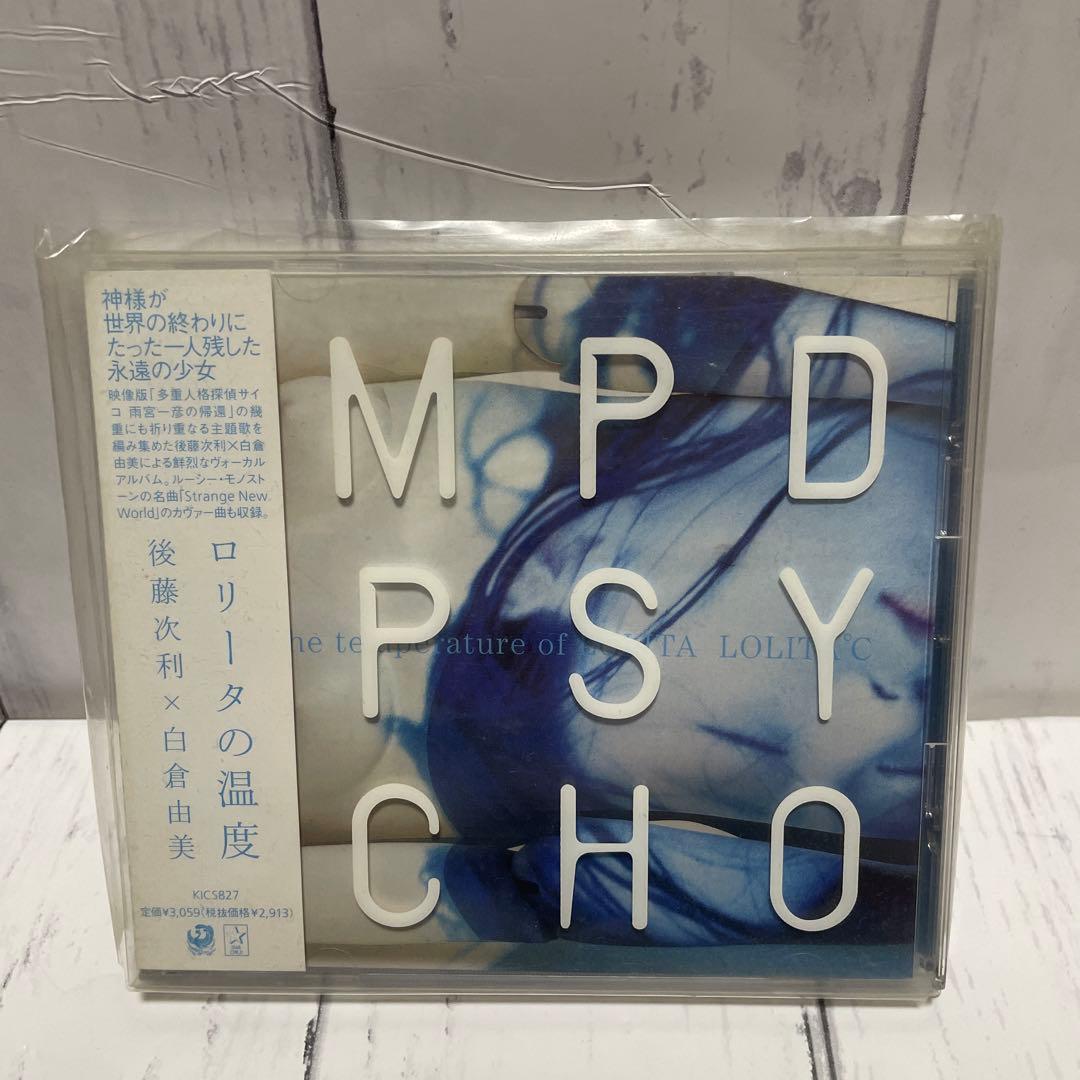 神様が
世界の終わりに
たった一人残した
永遠の少女
映像版「多重人格探偵サイ
コ 雨宮一彦の帰還」の幾
重にも折り重なる主題歌を
編み集めた後藤次利×白倉
由美による鮮烈なヴォーカル
アルバム。ルーシー・モノスト
ーンの名曲「Strange New
World」のカヴァー曲も収録。
ロリータの温度
後藤次利×白倉由美
KICS827
定価¥3,059(税抜価格¥2,913)
MPD
PSY
CHO
temperature of LOLITA LOLITA℃